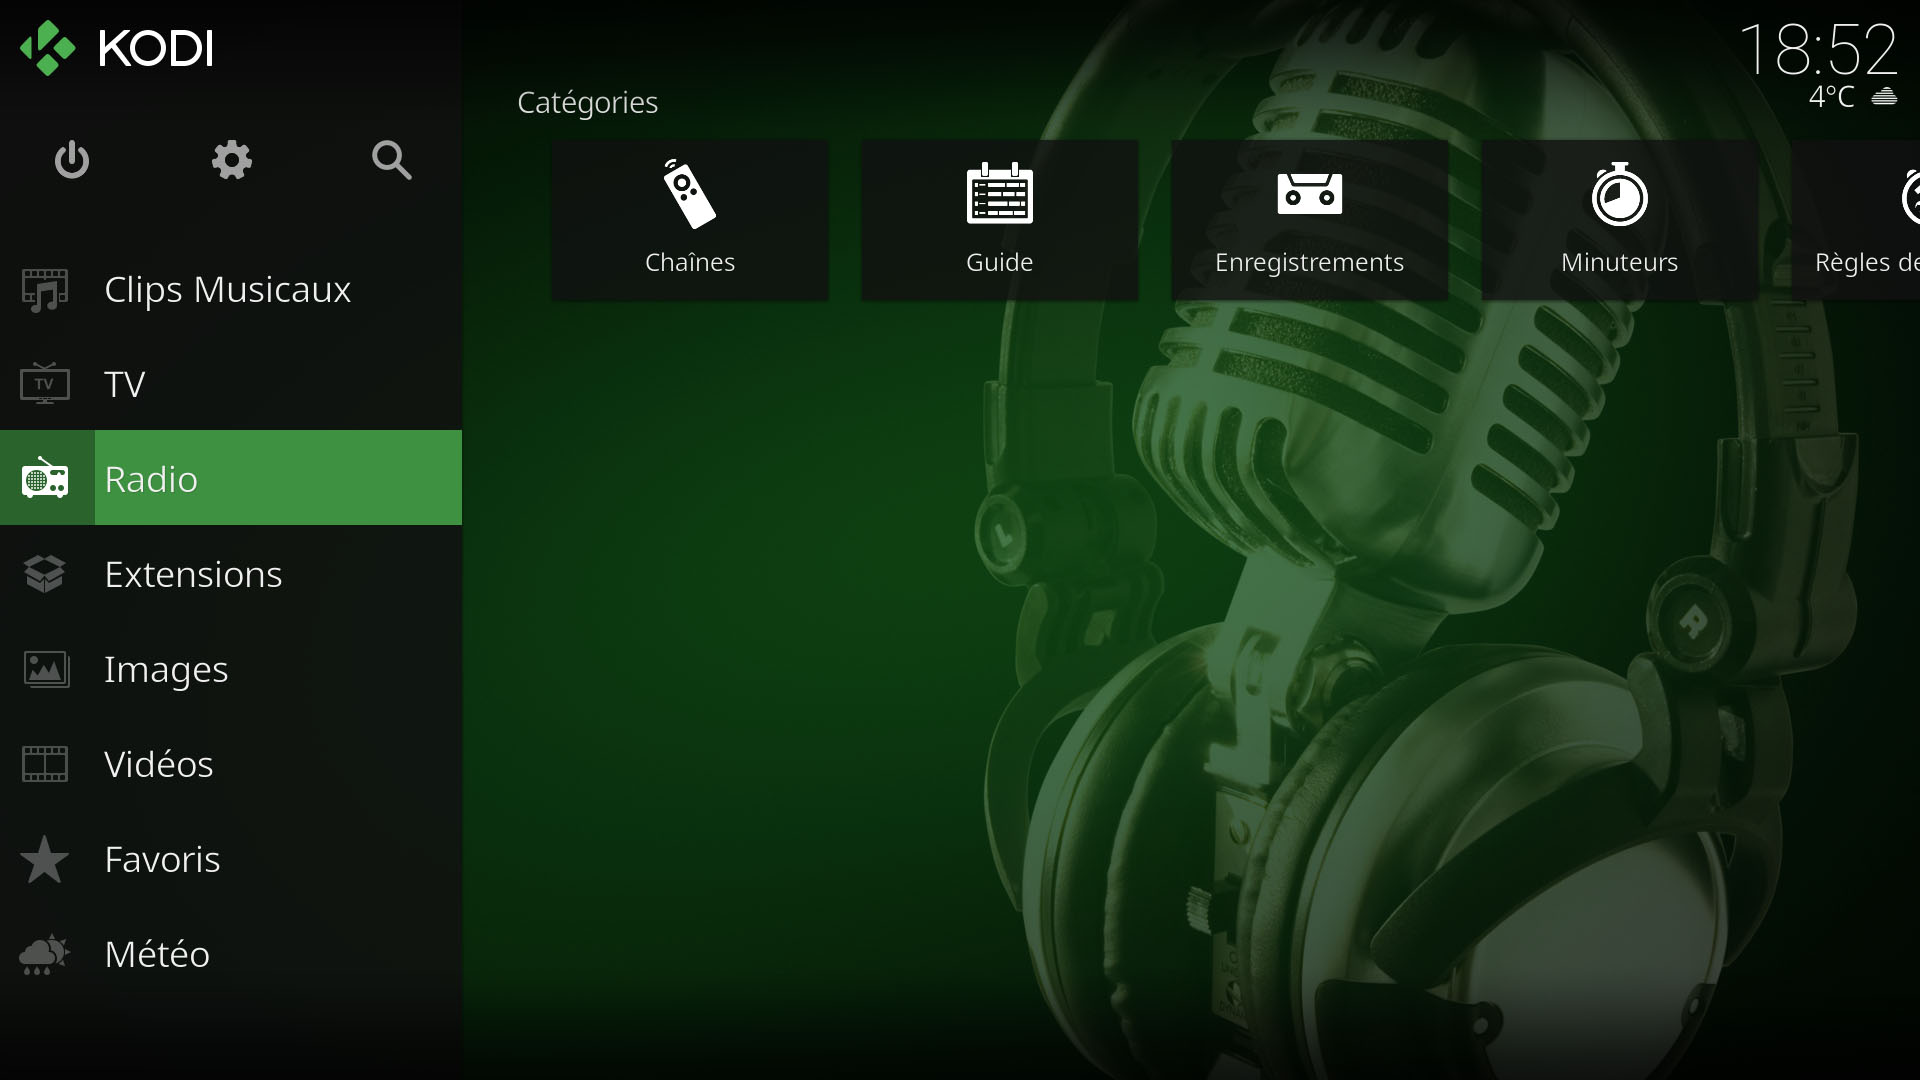 KODI
18:52
4°C
Catégories
Chaînes
Guide
Enregistrements
Minuteurs
Règles de
Clips Musicaux
TV
TV
Radio
Extensions
Images
Vidéos
Favoris
Météo
L
R